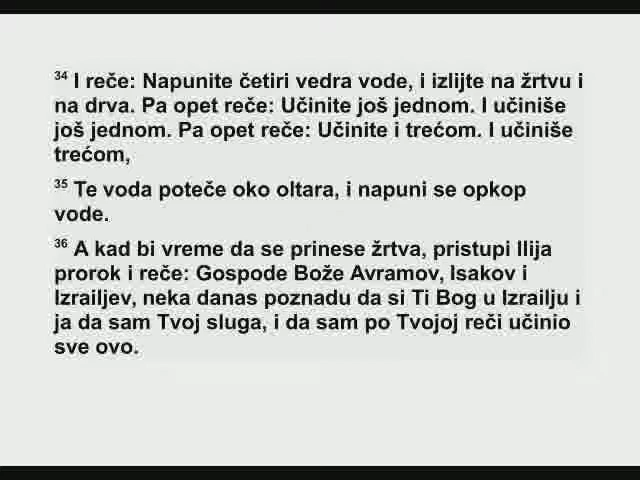 34 I reče: Napunite četiri vedra vode, i izlijte na žrtvu i
na drva. Pa opet reče: Učinite još jednom. I učiniše
još jednom. Pa opet reče: Učinite i trećom. I učiniše
trećom,
35 Te voda poteče oko oltara, i napuni se opkop
vode.
36 A kad bi vreme da se prinese žrtva, pristupi Ilija
prorok i reče: Gospode Bože Avramov, Isakov i
Izrailjev, neka danas poznadu da si Ti Bog u Izrailju i
ja da sam Tvoj sluga, i da sam po Tvojoj reči učinio
sve ovo.